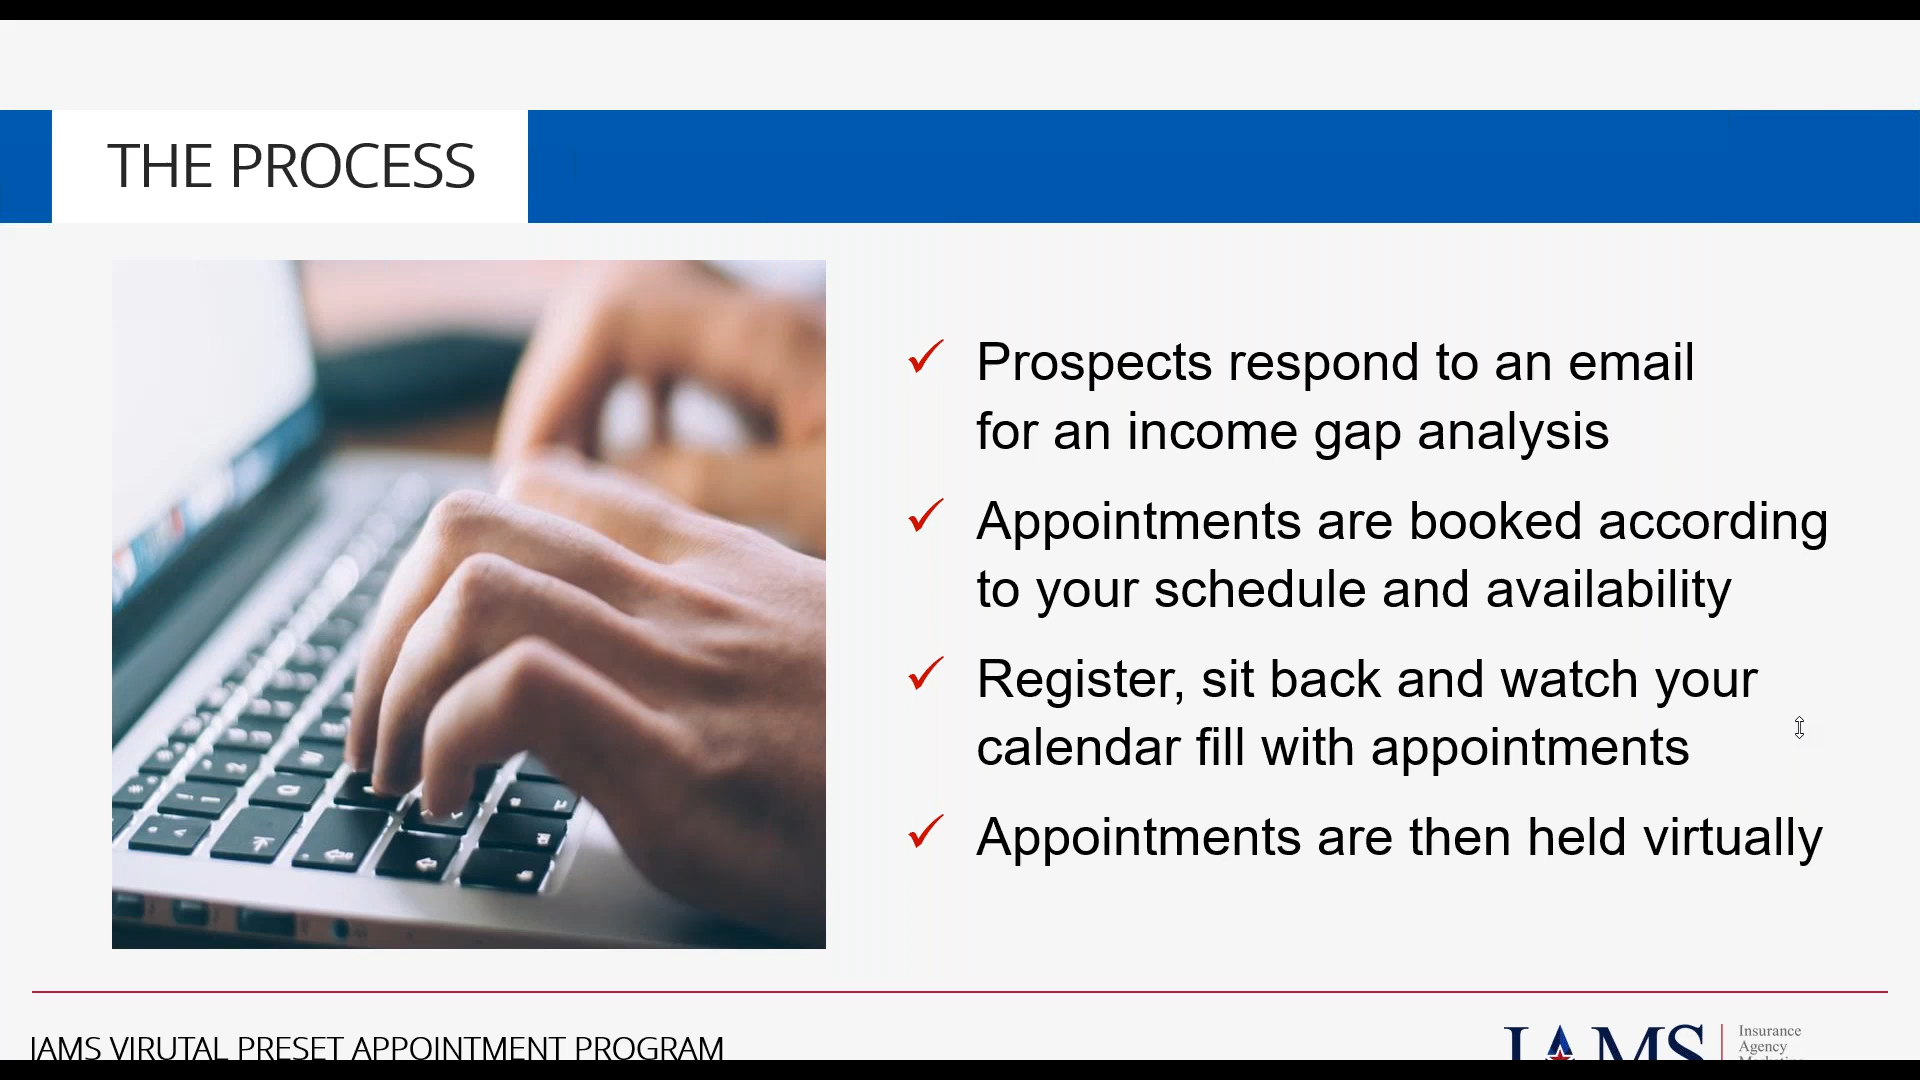 THE PROCESS
Prospects respond to an email
for an income gap analysis
Appointments are booked according
to your schedule and availability
Register, sit back and watch your
calendar fill with appointments
Appointments are then held virtually
IAMS VIRUTAL PRESET APPOINTMENT PROGRAM
IAMS
Insurance
Agency